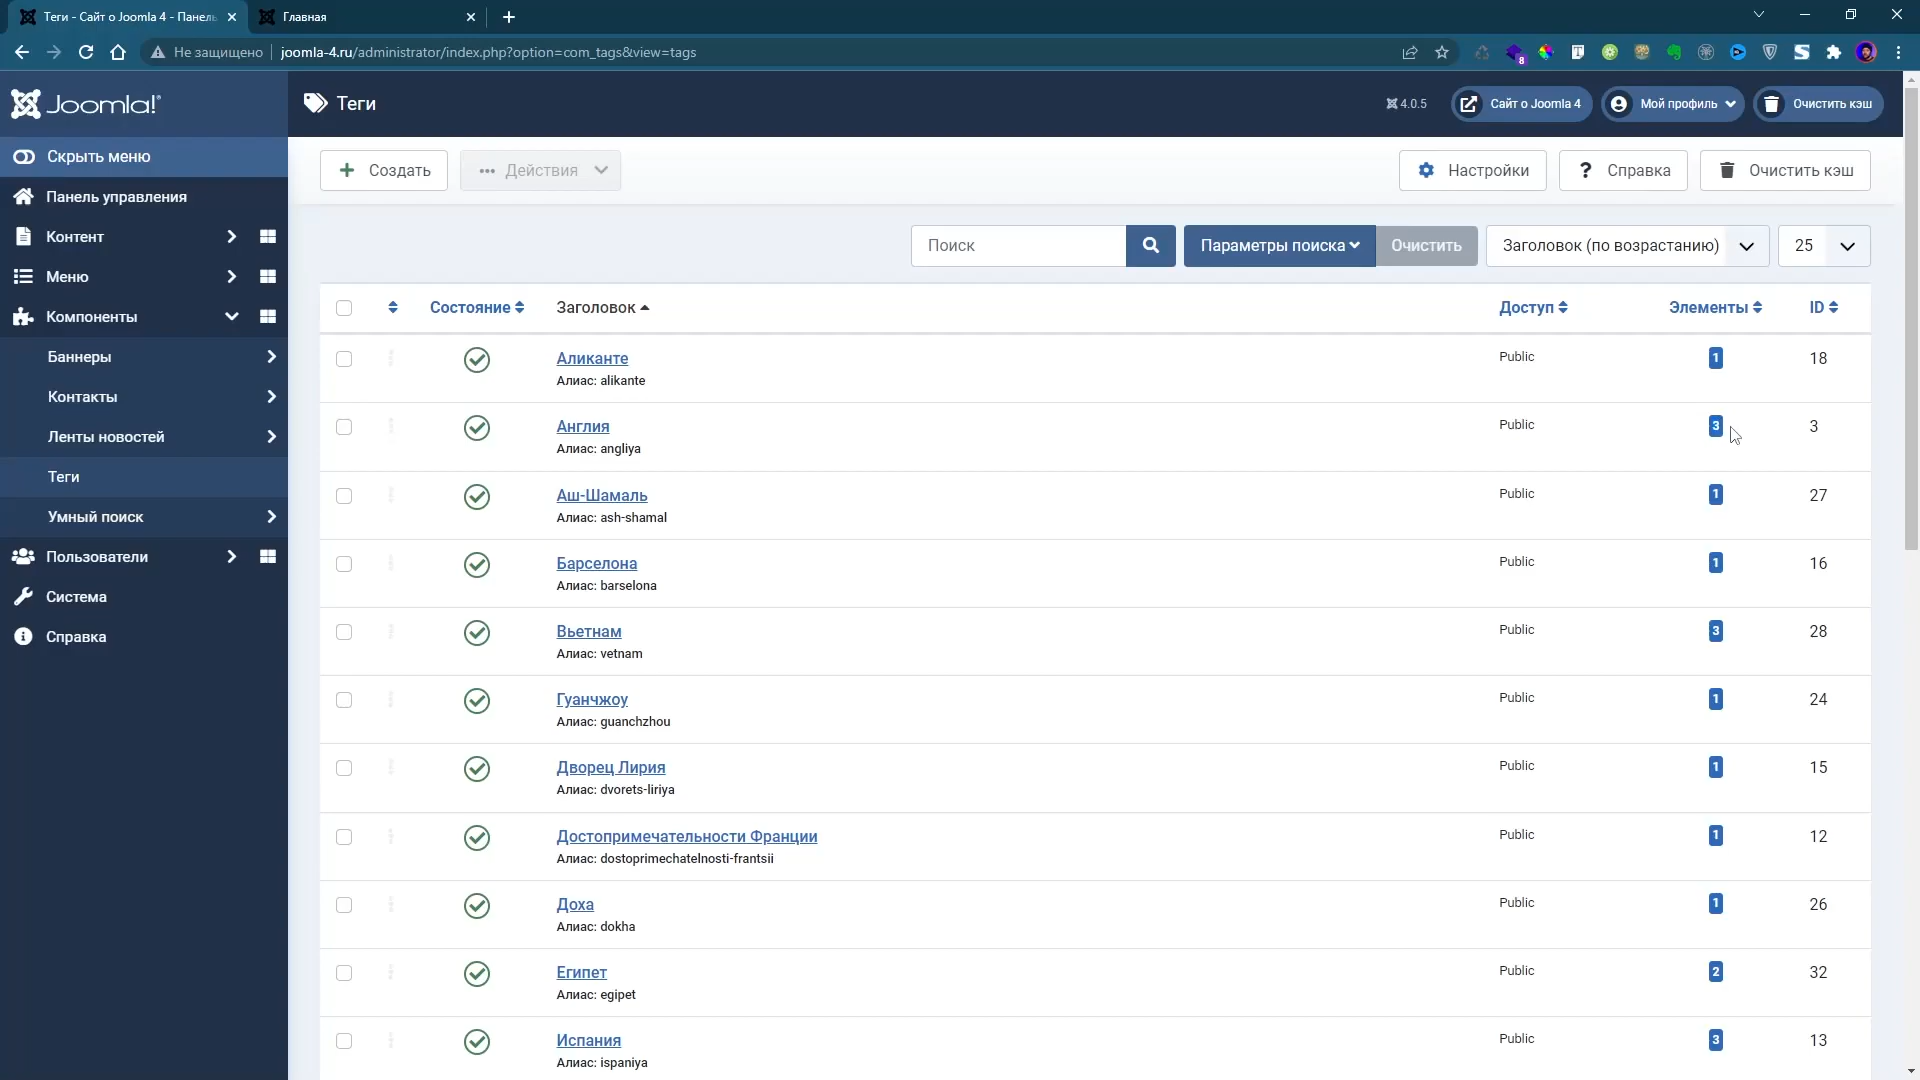 Теги - Сайт о Joomla 4 - Панель
Главная
Не защищено
joomla-4.ru/administrator/index.php?option=com_tags&view=tags
8
Joomla!
Теги
4.0.5
Сайт о Joomla 4
Мой профиль
Очистить кэш
Скрыть меню
Панель управления
Контент
Меню
Компоненты
Баннеры
Контакты
Ленты новостей
Теги
Умный поиск
Пользователи
Система
Справка
Создать
Действия
Настройки
Справка
Очистить кэш
Поиск
Параметры поиска
Очистить
Заголовок (по возрастанию)
25
Состояние Заголовок Доступ Элементы ID
Аликанте Public 1 18
Алиас: alikante
Англия Public 3 3
Алиас: angliya
Аш-Шамаль Public 1 27
Алиас: ash-shamal
Барселона Public 1 16
Алиас: barselona
Вьетнам Public 3 28
Алиас: vetnam
Гуанчжоу Public 1 24
Алиас: guanchzhou
Дворец Лирия Public 1 15
Алиас: dvorets-liriya
Достопримечательности Франции Public 1 12
Алиас: dostoprimechatelnosti-frantsii
Доха Public 1 26
Алиас: dokha
Египет Public 2 32
Алиас: egipet
Испания Public 3 13
Алиас: ispaniya